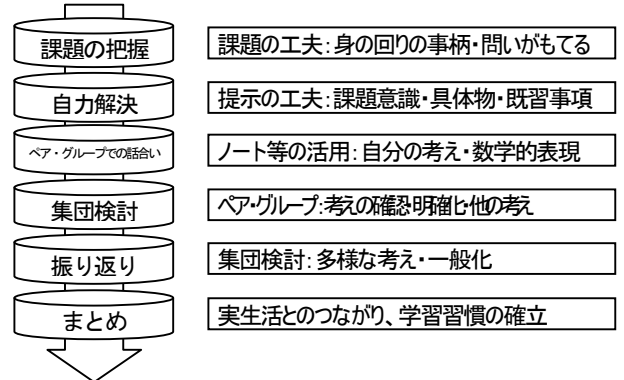 課題の把握
課題の工夫：身の回りの事柄・問いがもてる
自力解決
提示の工夫：課題意識・具体物・既習事項
ペア・グループでの話合い
ノート等の活用：自分の考え・数学的表現
集団検討
ペア・グループ：考えの確認・明確化・他の考え
振り返り
集団検討：多様な考え・一般化
まとめ
実生活とのつながり、学習習慣の確立